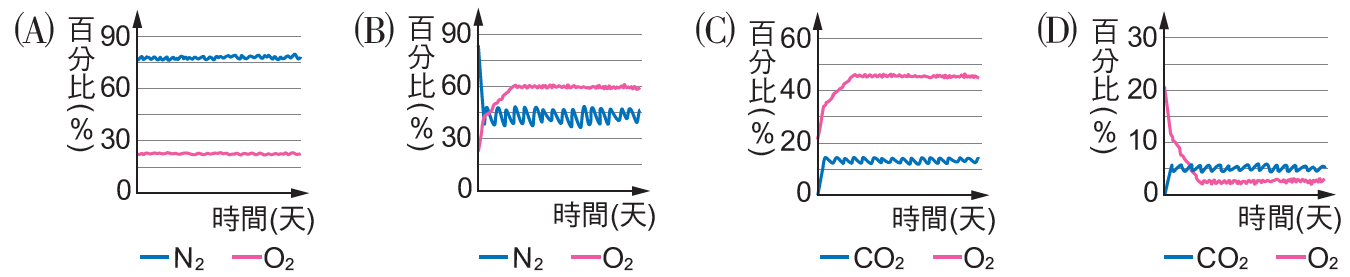 (A)
百分比(%)
90
60
30
0
時間(天)
N₂ O₂
(B)
百分比(%)
90
60
30
0
時間(天)
N₂ O₂
(C)
百分比(%)
60
40
20
0
時間(天)
CO₂ O₂
(D)
百分比(%)
30
20
10
0
時間(天)
CO₂ O₂